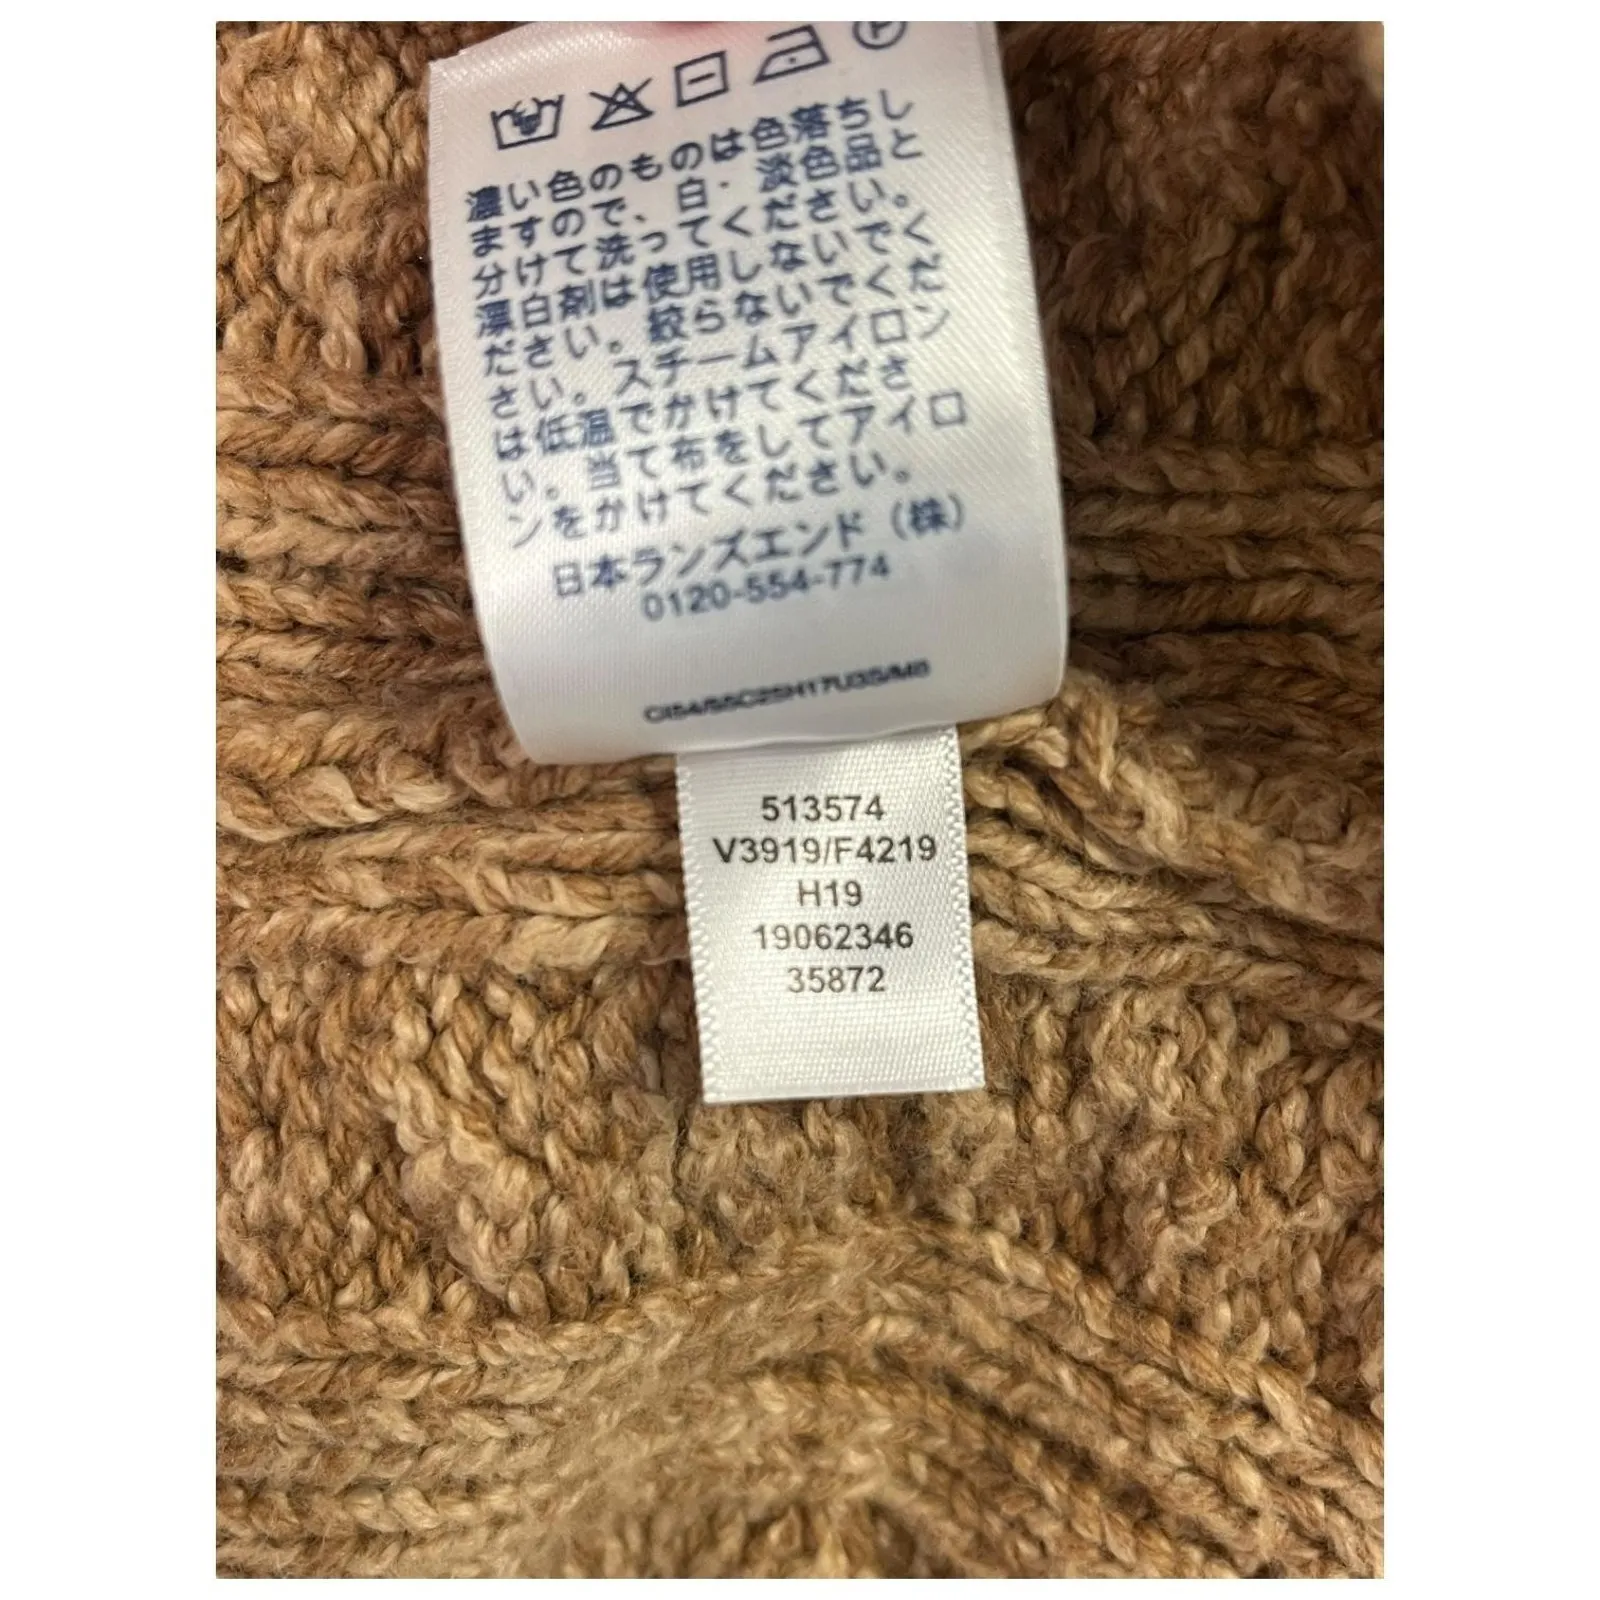 濃い色のものは色落ちし
ますので、白・淡色品と
分けて洗ってください。
漂白剤は使用しないでく
ださい。絞らないでくだ
さい。スチームアイロン
は低温でかけてくださ
い。当て布をしてアイロ
ンをかけてください。
日本ランズエンド（株）
0120-554-774
513574
V3919/F4219
H19
19062346
35872